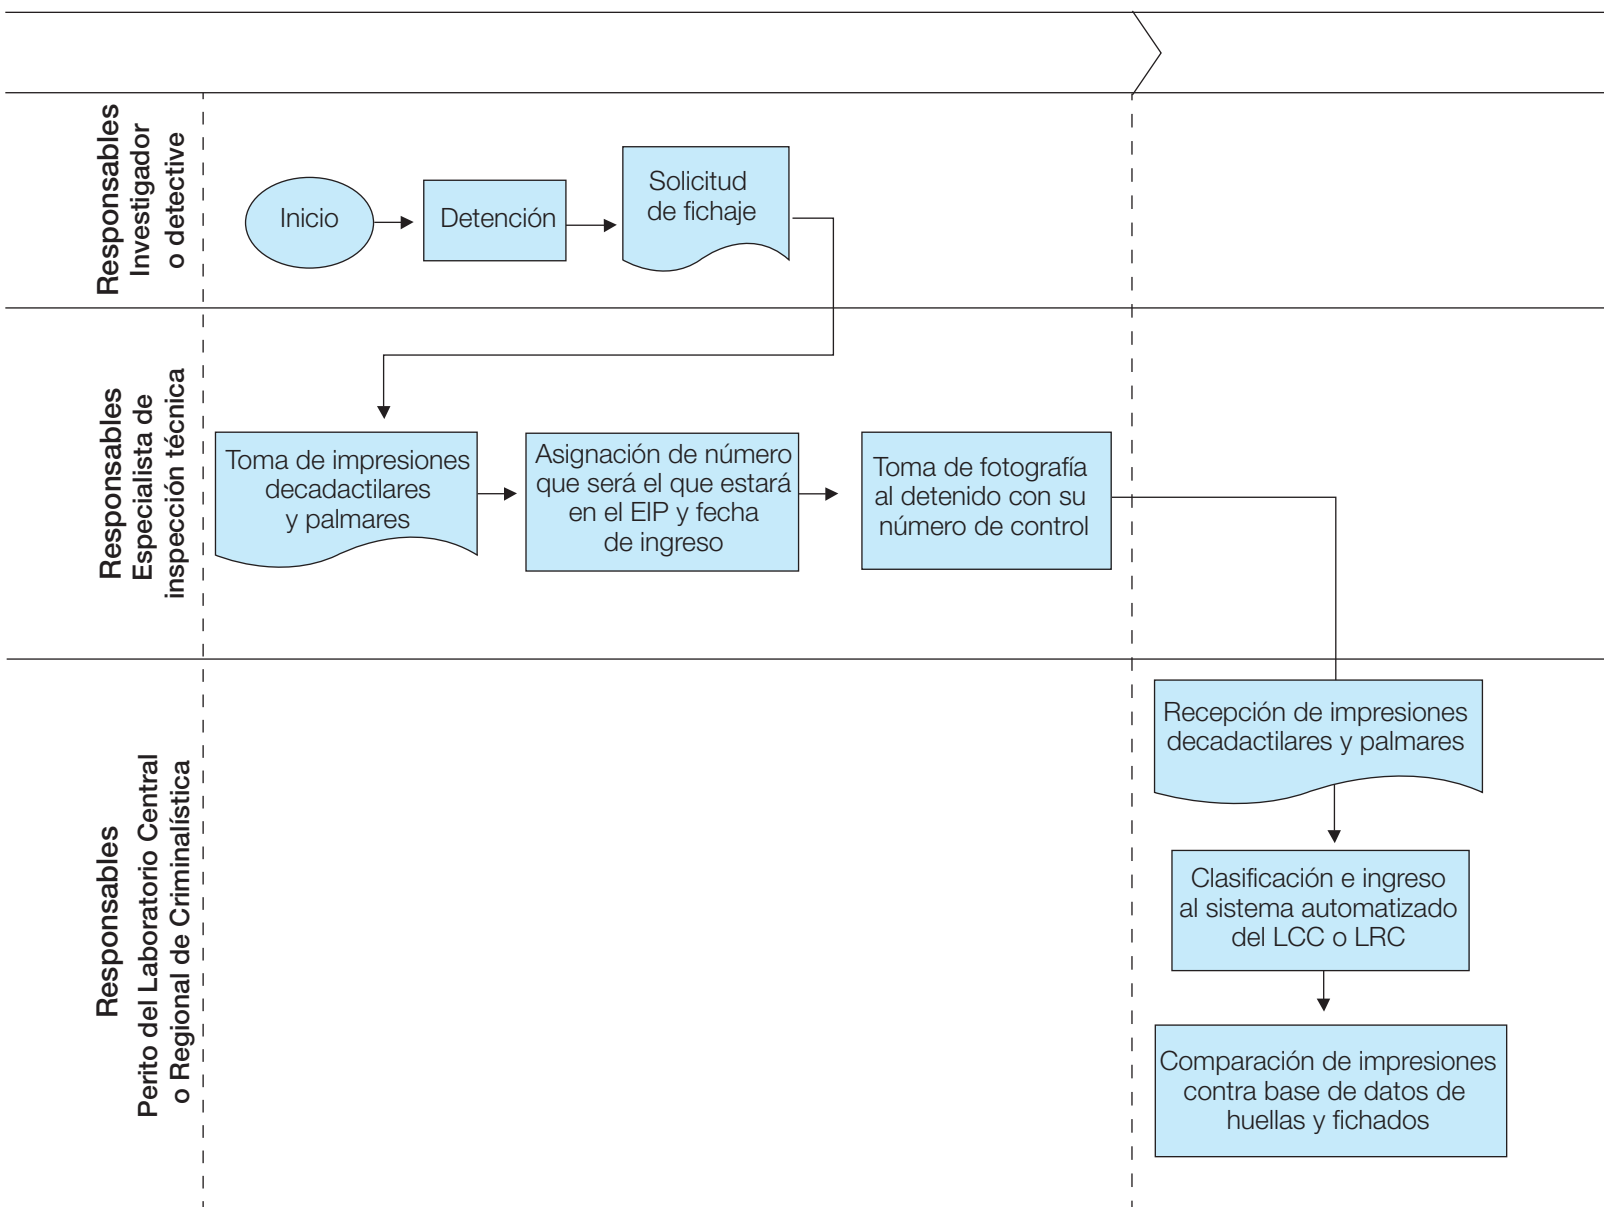 Responsables
Investigador
o detective
Inicio
Detención
Solicitud
de fichaje
Responsables
Especialista de
inspección técnica
Toma de impresiones
decadactilares
y palmares
Asignación de número
que será el que estará
en el EIP y fecha
de ingreso
Toma de fotografía
al detenido con su
número de control
Responsables
Perito del Laboratorio Central
o Regional de Criminalística
Recepción de impresiones
decadactilares y palmares
Clasificación e ingreso
al sistema automatizado
del LCC o LRC
Comparación de impresiones
contra base de datos de
huellas y fichados